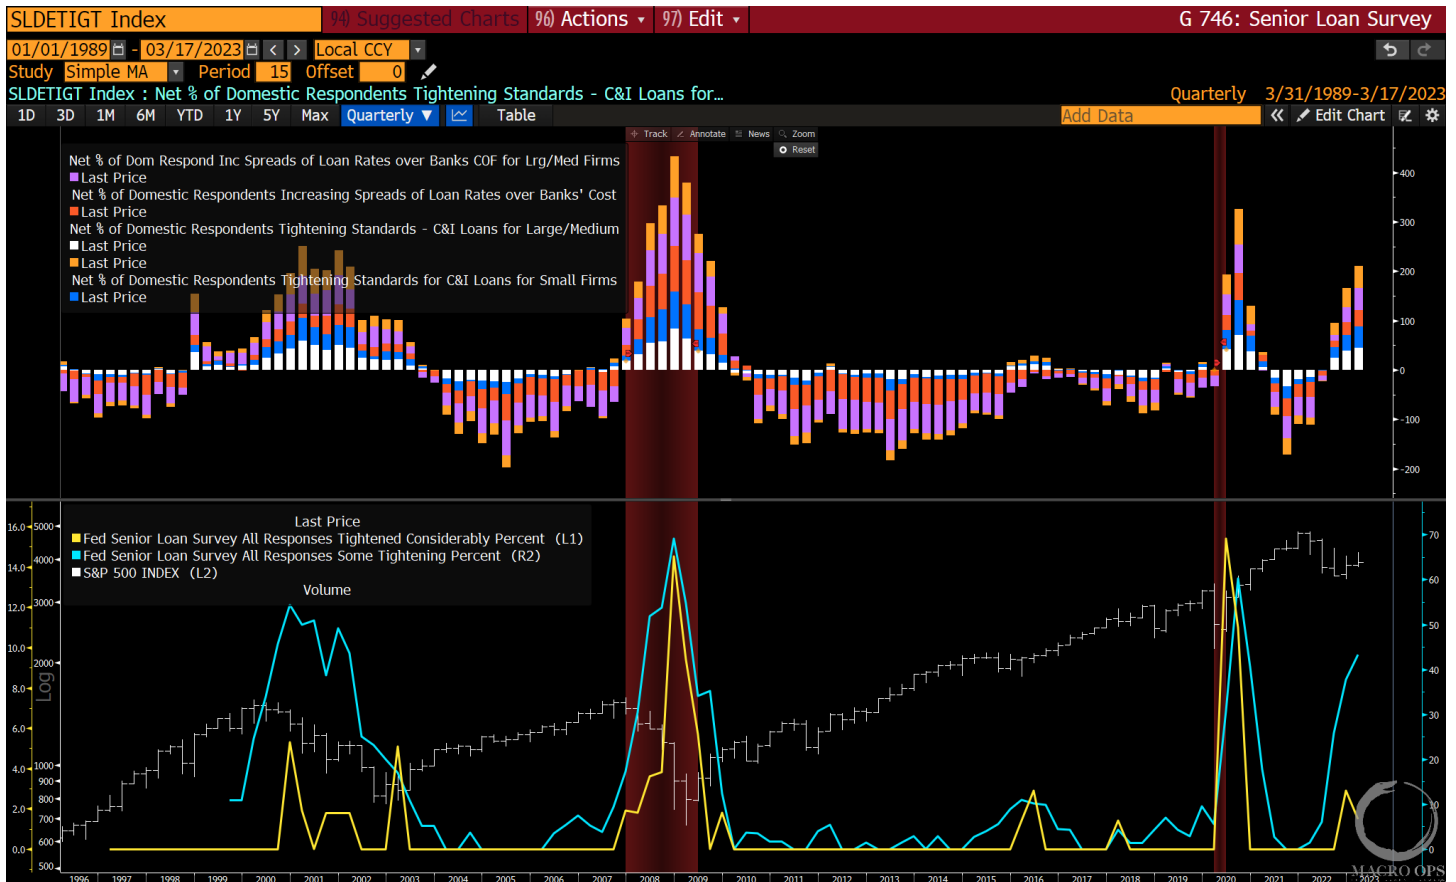 SLDETIGT Index 94) Suggested Charts 96) Actions 97) Edit G 746: Senior Loan Survey
01/01/1989 - 03/17/2023 < > Local CCY
Study Simple MA Period 15 Offset 0
SLDETIGT Index : Net % of Domestic Respondents Tightening Standards - C&I Loans for... Quarterly 3/31/1989-3/17/2023
1D 3D 1M 6M YTD 1Y 5Y Max Quarterly ▼ Table Add Data « Edit Chart
Track Annotate News Zoom
Reset
Net % of Dom Respond Inc Spreads of Loan Rates over Banks COF for Lrg/Med Firms
Last Price
Net % of Domestic Respondents Increasing Spreads of Loan Rates over Banks' Cost
Last Price
Net % of Domestic Respondents Tightening Standards - C&I Loans for Large/Medium
Last Price
Last Price
Net % of Domestic Respondents Tightening Standards for C&I Loans for Small Firms
Last Price
400
300
200
100
0
-100
-200
Last Price
Fed Senior Loan Survey All Responses Tightened Considerably Percent (L1)
Fed Senior Loan Survey All Responses Some Tightening Percent (R2)
S&P 500 INDEX (L2)
Volume
16.0
14.0
12.0
10.0
8.0
6.0
4.0
2.0
0.0
5000
4000
3000
2000
1000
900
800
700
600
500
Log
70
60
50
40
30
20
10
0
MACRO OPS
1996 1997 1998 1999 2000 2001 2002 2003 2004 2005 2006 2007 2008 2009 2010 2011 2012 2013 2014 2015 2016 2017 2018 2019 2020 2021 2022 2023